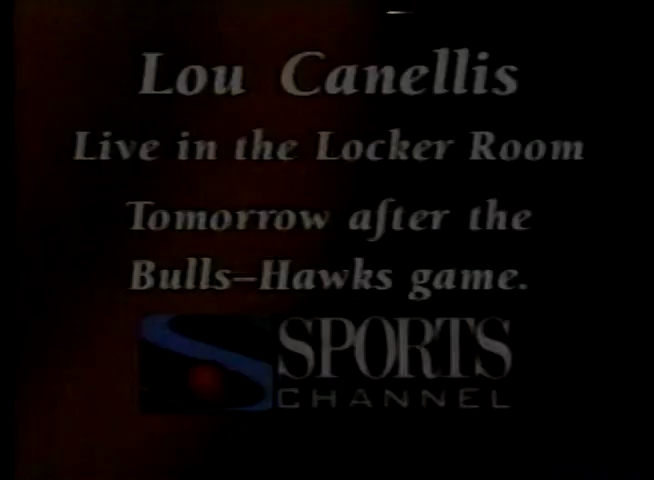 Lou Canellis
Live in the Locker Room
Tomorrow after the
Bulls–Hawks game.
SPORTS
CHANNEL